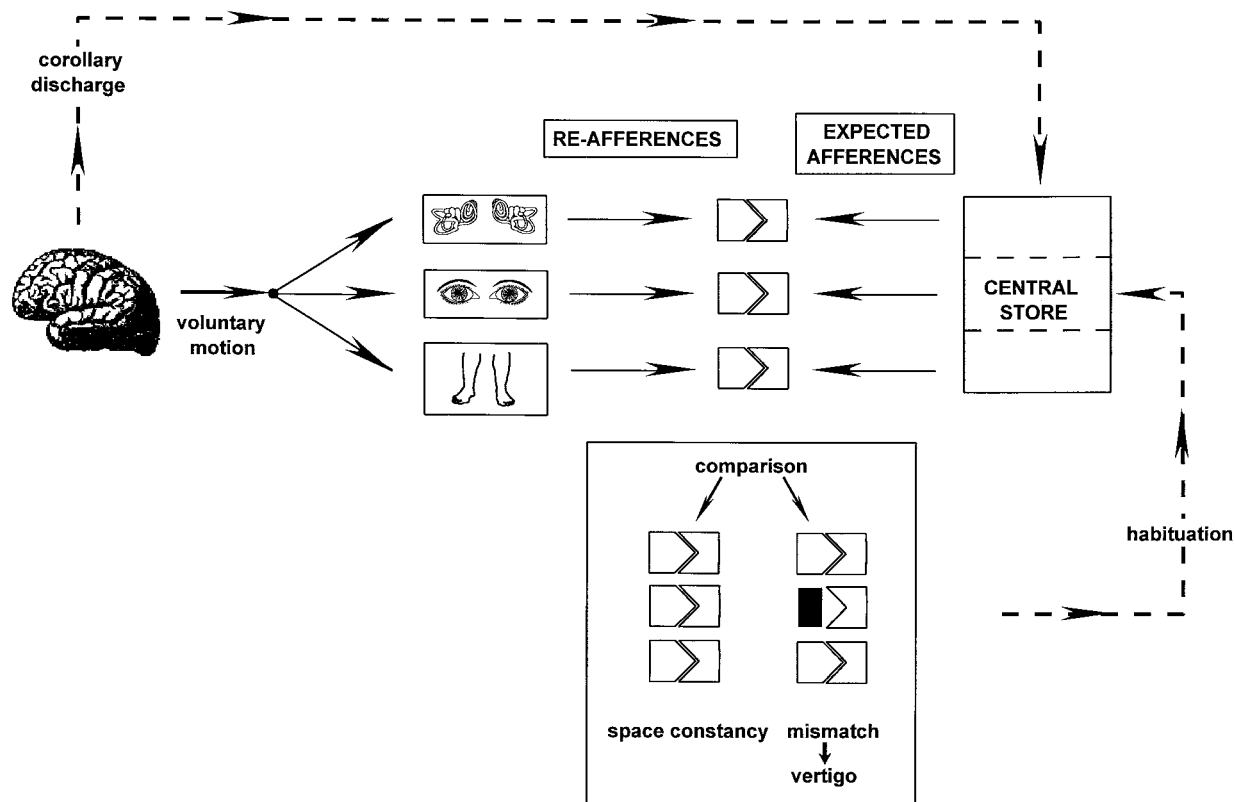 corollary
discharge
RE-AFFERENCES
EXPECTED
AFFERENCES
voluntary
motion
CENTRAL
STORE
comparison
habituation
space constancy
mismatch
vertigo